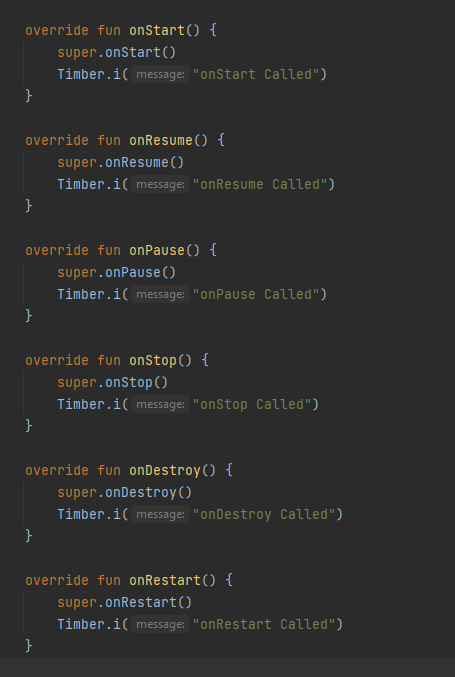 override fun onStart() {
super.onStart()
Timber.i( message: "onStart Called")
}
override fun onResume() {
super.onResume()
Timber.i( message: "onResume Called")
}
override fun onPause() {
super.onPause()
Timber.i( message: "onPause Called")
}
override fun onStop() {
super.onStop()
Timber.i( message: "onStop Called")
}
override fun onDestroy() {
super.onDestroy()
Timber.i( message: "onDestroy Called")
}
override fun onRestart() {
super.onRestart()
Timber.i( message: "onRestart Called")
}